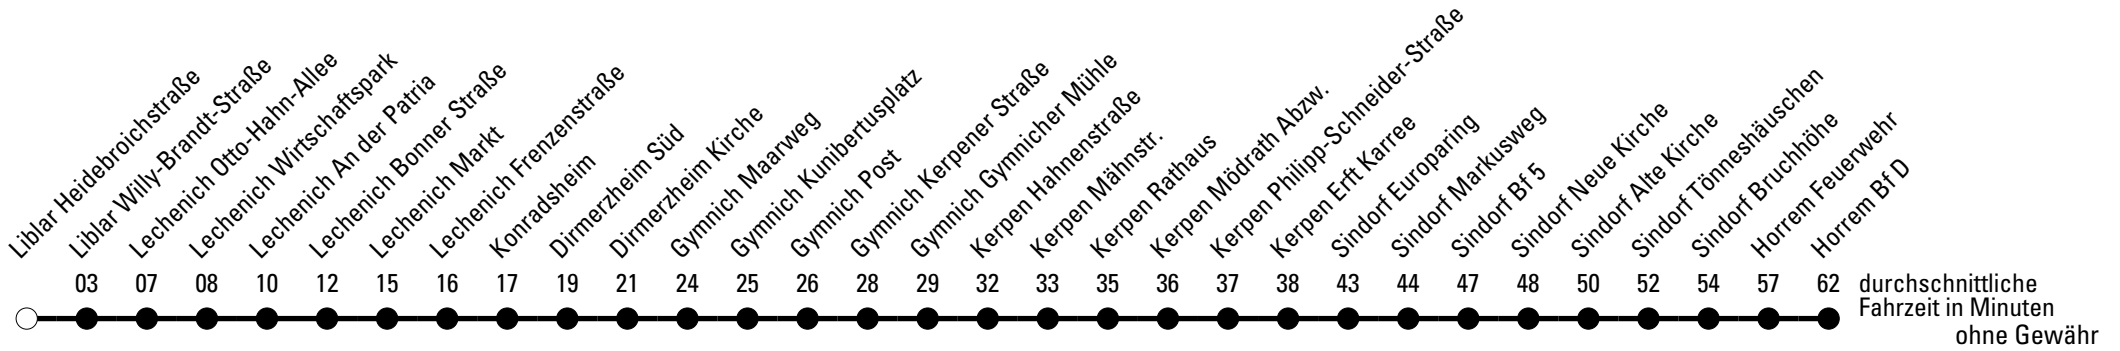 Liblar Heidebroichstraße
Liblar Willy-Brandt-Straße
Lechenich Otto-Hahn-Allee
Lechenich Wirtschaftspark
Lechenich An der Patria
Lechenich Bonner Straße
Lechenich Markt
Lechenich Frenzenstraße
Konradsheim
Dirmerzheim Süd
Dirmerzheim Kirche
Gymnich Maarweg
Gymnich Kunibertusplatz
Gymnich Post
Gymnich Kerpener Straße
Gymnich Gymnicher Mühle
Kerpen Hahnenstraße
Kerpen Mähnstr.
Kerpen Rathaus
Kerpen Mödrath Abzw.
Kerpen Philipp-Schneider-Straße
Kerpen Erft Karree
Sindorf Europaring
Sindorf Markusweg
Sindorf Bf 5
Sindorf Neue Kirche
Sindorf Alte Kirche
Sindorf Tönneshäuschen
Sindorf Bruchhöhe
Horrem Feuerwehr
Horrem Bf D
03 07 08 10 12 15 16 17 19 21 24 25 26 28 29 32 33 35 36 37 38 43 44 47 48 50 52 54 57 62 durchschnittliche
Fahrzeit in Minuten
ohne Gewähr